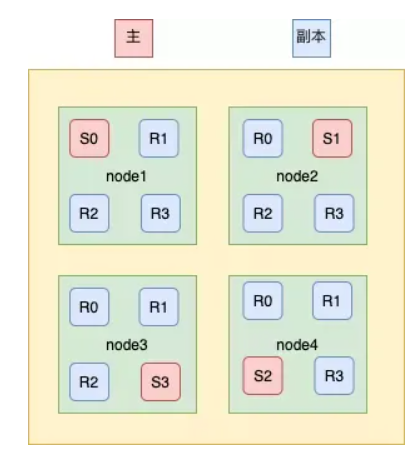 主 副本
S0 R1
node1
R2 R3
R0 S1
node2
R2 R3
R0 R1
node3
R2 S3
R0 R1
node4
S2 R3